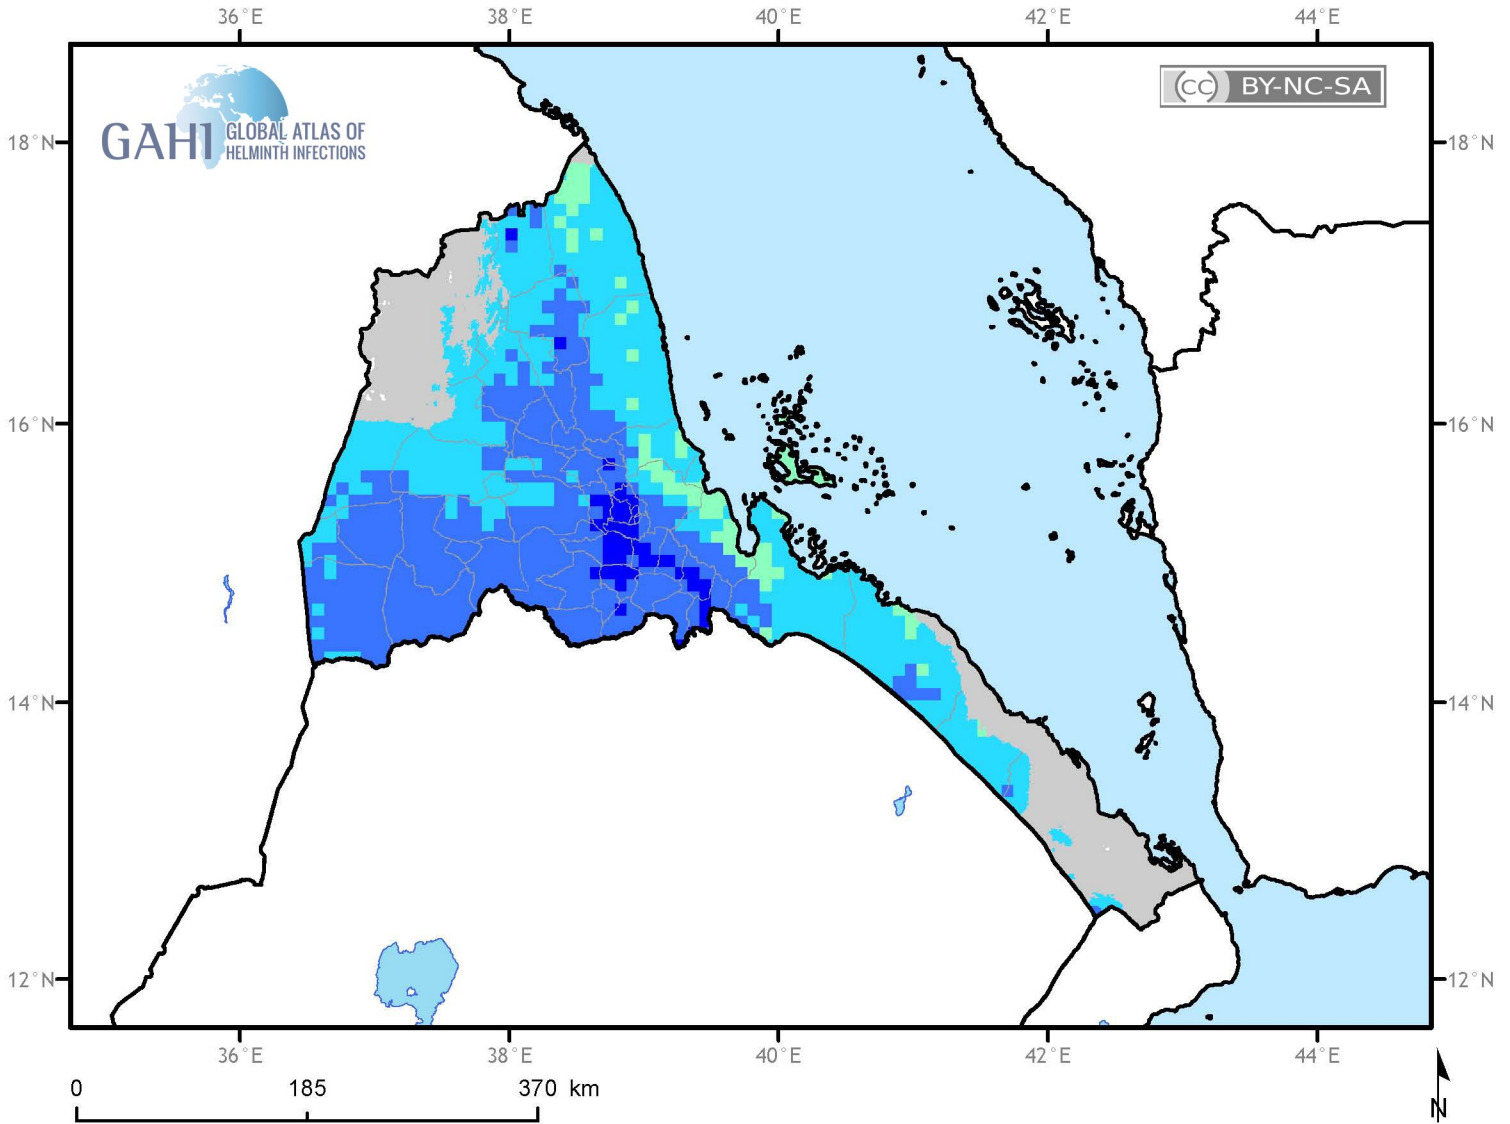 36°E 38°E 40°E 42°E 44°E
GAHI GLOBAL ATLAS OF
HELMINTH INFECTIONS
(cc) BY-NC-SA
18°N 18°N
16°N 16°N
14°N 14°N
12°N 12°N
36°E 38°E 40°E 42°E 44°E
0 185 370 km
N